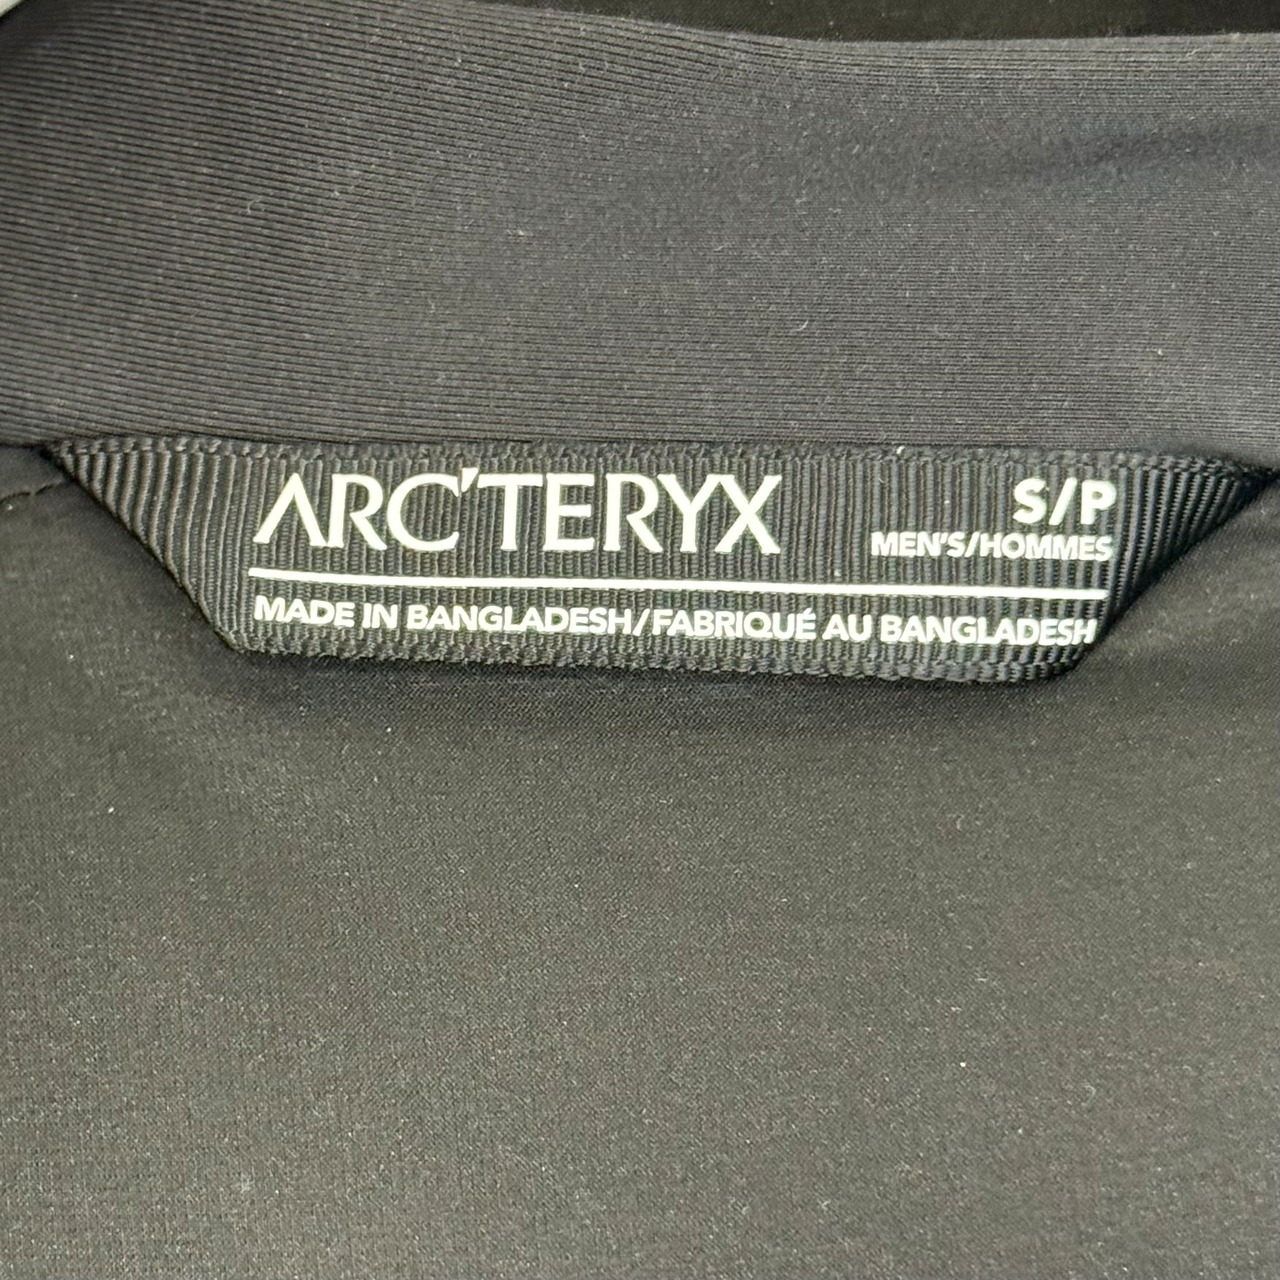 ARC'TERYX
S/P
MEN'S/HOMMES
MADE IN BANGLADESH/FABRIQUÉ AU BANGLADESH